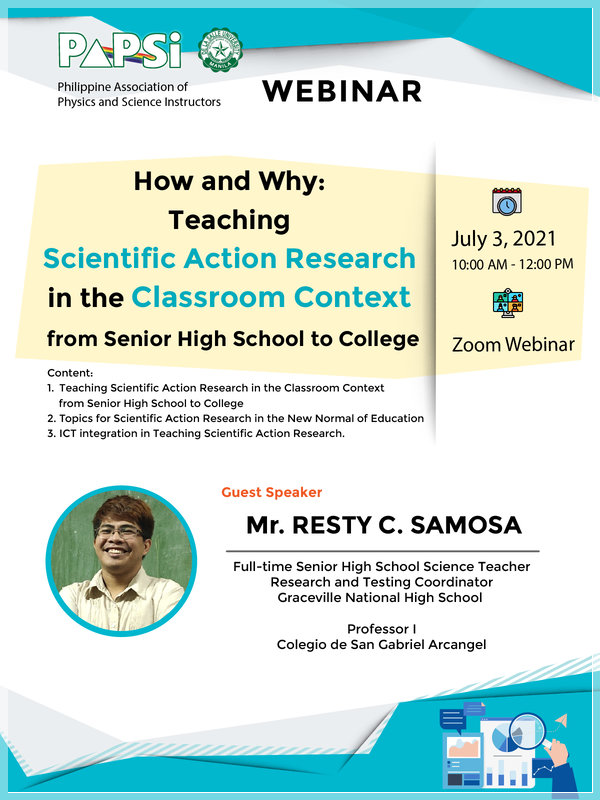 PAPSi
DE LA SALLE UNIVERSITY
MANILA
Philippine Association of
Physics and Science Instructors
WEBINAR
How and Why:
Teaching
Scientific Action Research
in the Classroom Context
from Senior High School to College
July 3, 2021
10:00 AM - 12:00 PM
Zoom Webinar
Content:
1. Teaching Scientific Action Research in the Classroom Context
from Senior High School to College
2. Topics for Scientific Action Research in the New Normal of Education
3. ICT integration in Teaching Scientific Action Research.
Guest Speaker
Mr. RESTY C. SAMOSA
Full-time Senior High School Science Teacher
Research and Testing Coordinator
Graceville National High School
Professor I
Colegio de San Gabriel Arcangel